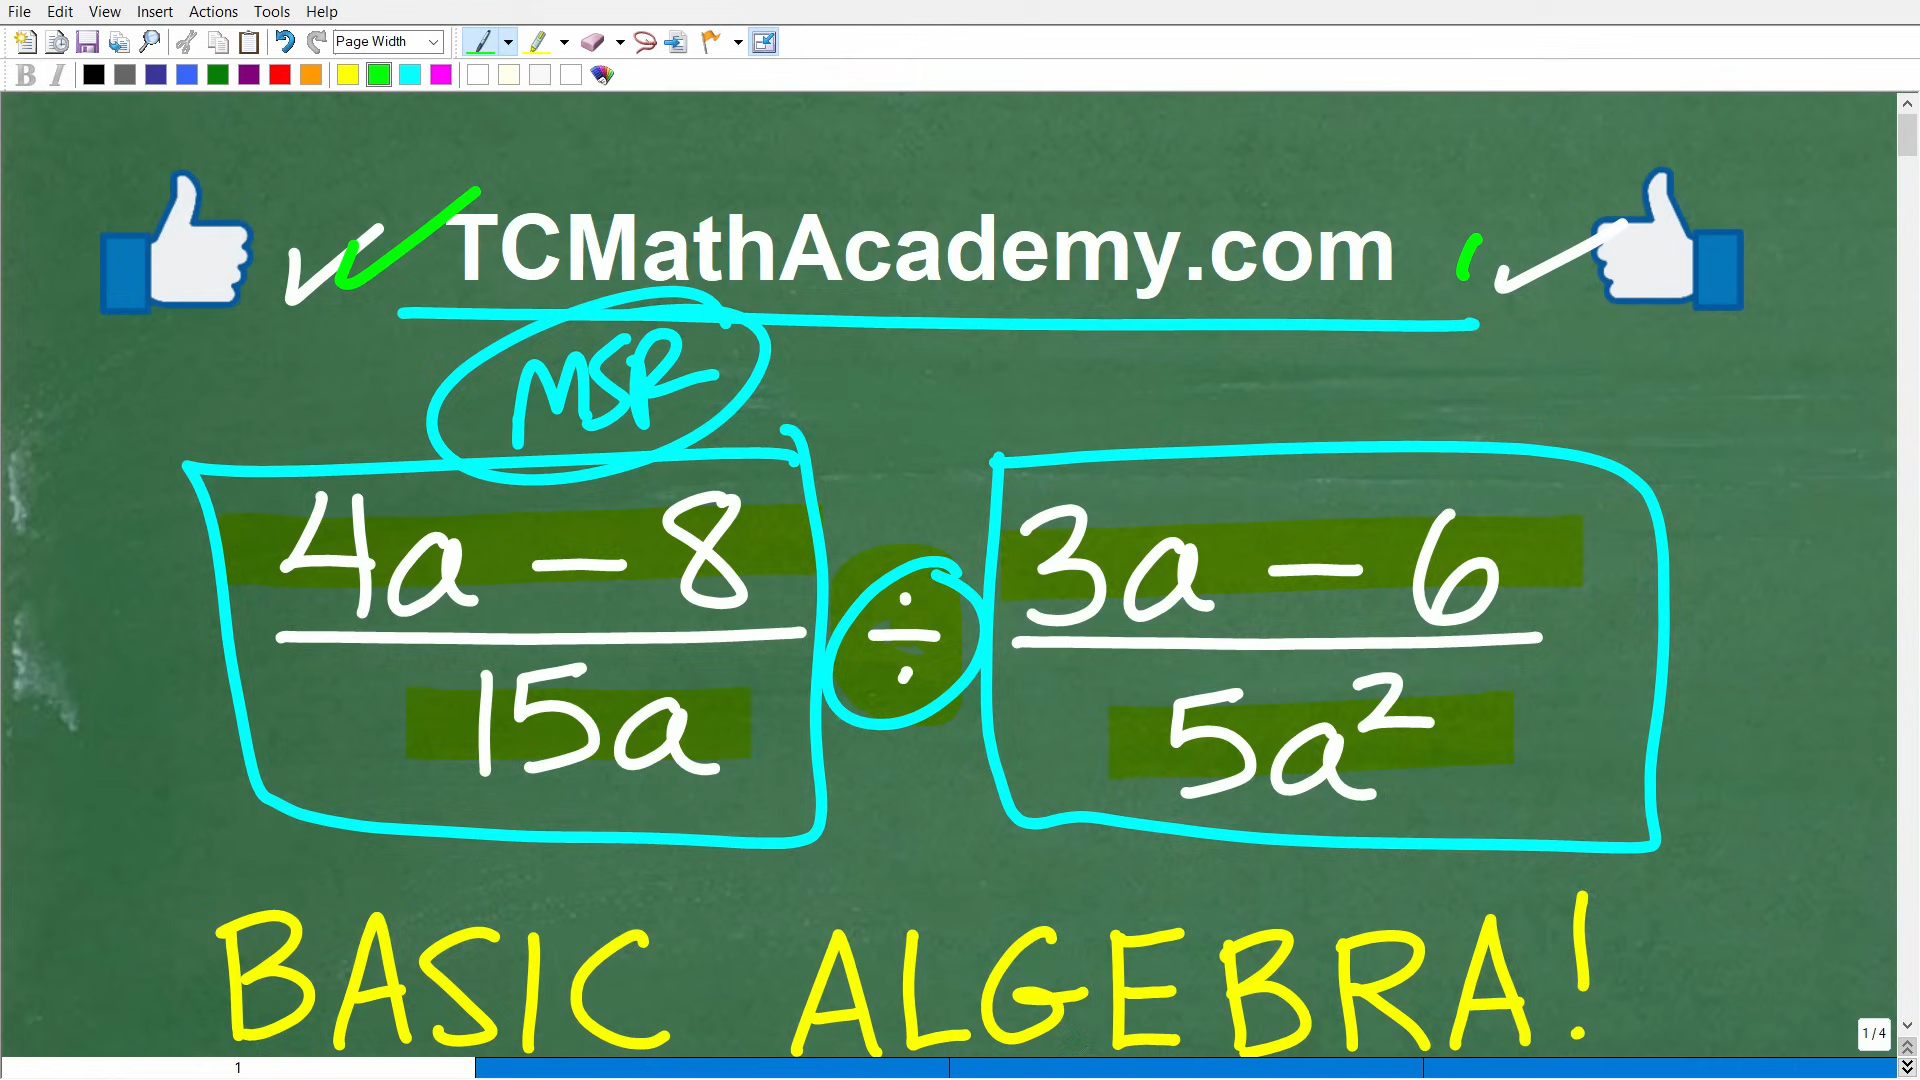 File Edit View Insert Actions Tools Help
Page Width
B I
TCMathAcademy.com
MSR
4a - 8
15a
÷
3a - 6
5a²
BASIC ALGEBRA!
1 / 4
1